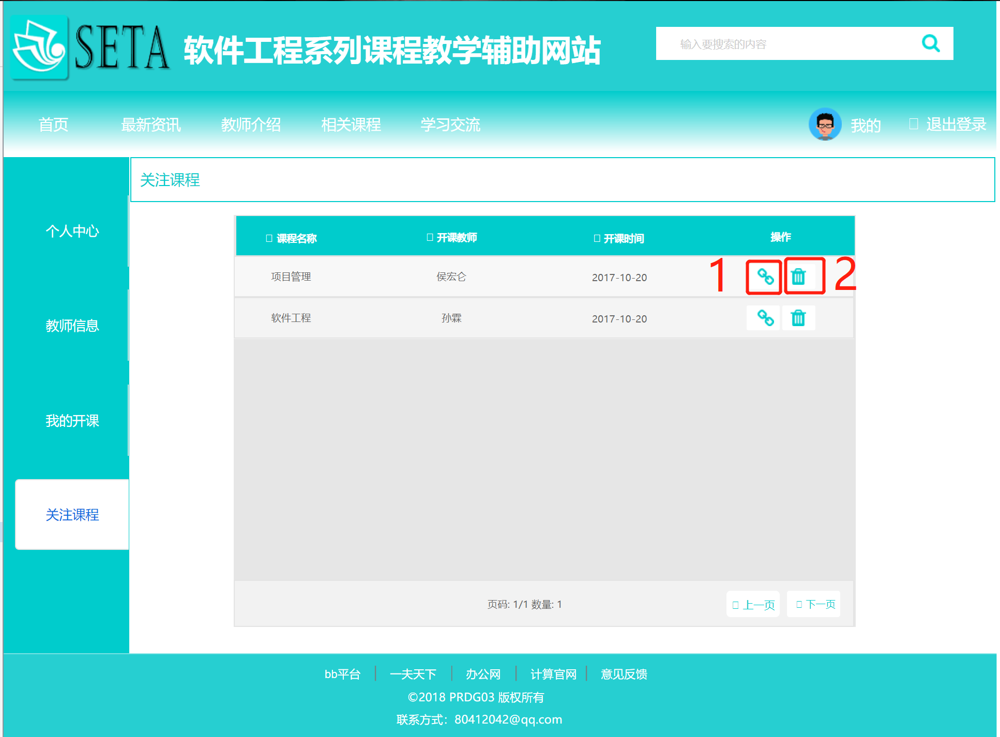 SETA 软件工程系列课程教学辅助网站
输入要搜索的内容
首页 最新资讯 教师介绍 相关课程 学习交流 我的 退出登录
关注课程
个人中心
教师信息
我的开课
关注课程
课程名称 开课教师 开课时间 操作
项目管理 侯宏仑 2017-10-20 1 2
软件工程 孙霖 2017-10-20
页码: 1/1 数量: 1 上一页 下一页
bb平台 一夫天下 办公网 计算官网 意见反馈
©2018 PRDG03 版权所有
联系方式：80412042@qq.com